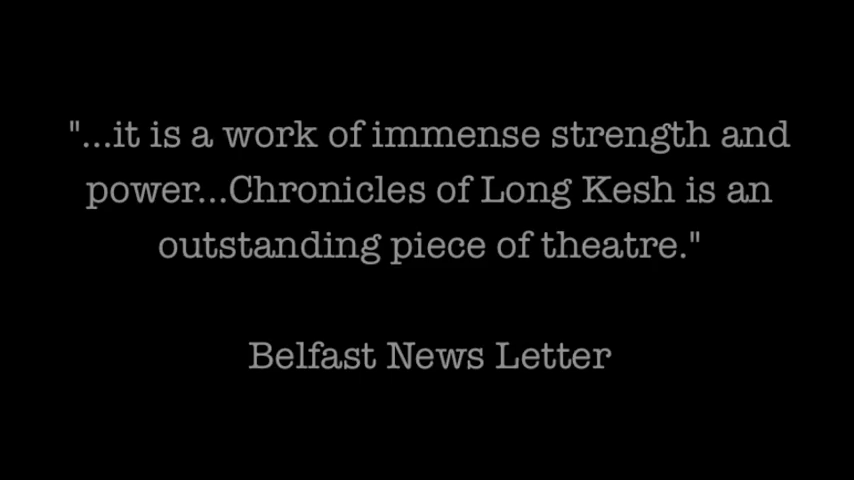 "...it is a work of immense strength and
power...Chronicles of Long Kesh is an
outstanding piece of theatre."
Belfast News Letter